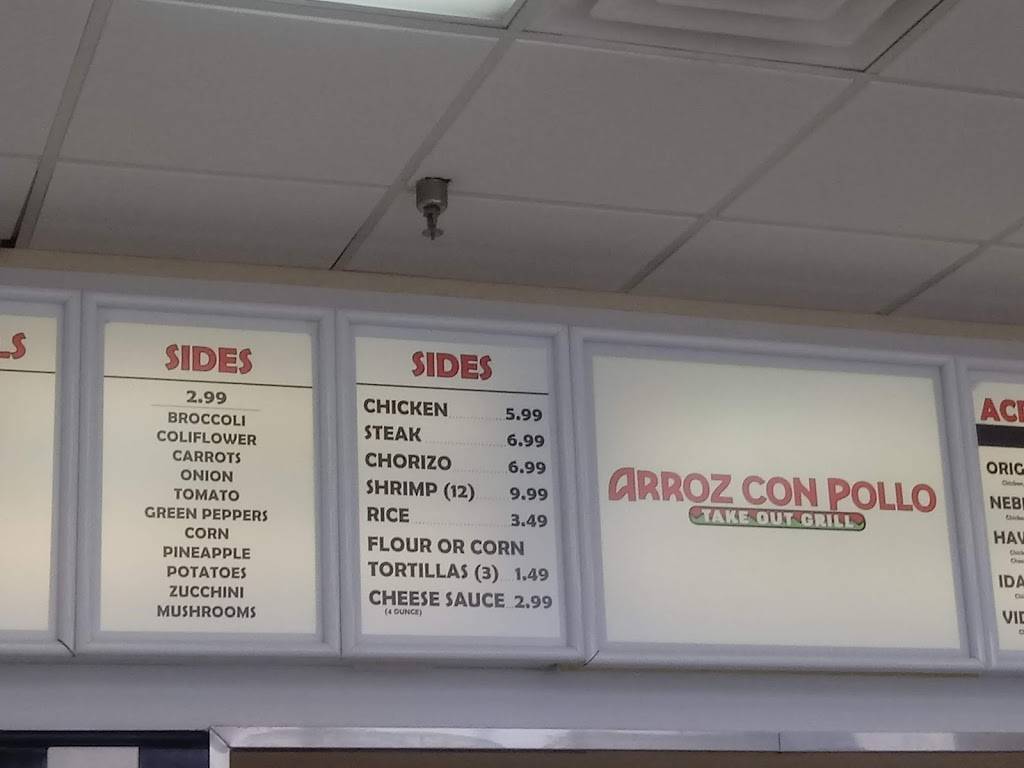 SIDES
2.99
BROCCOLI
COLIFLOWER
CARROTS
ONION
TOMATO
GREEN PEPPERS
CORN
PINEAPPLE
POTATOES
ZUCCHINI
MUSHROOMS
SIDES
CHICKEN 5.99
STEAK 6.99
CHORIZO 6.99
SHRIMP (12) 9.99
RICE 3.49
FLOUR OR CORN
TORTILLAS (3) 1.49
CHEESE SAUCE 2.99
(4 OUNCE)
ARROZ CON POLLO
TAKE OUT GRILL